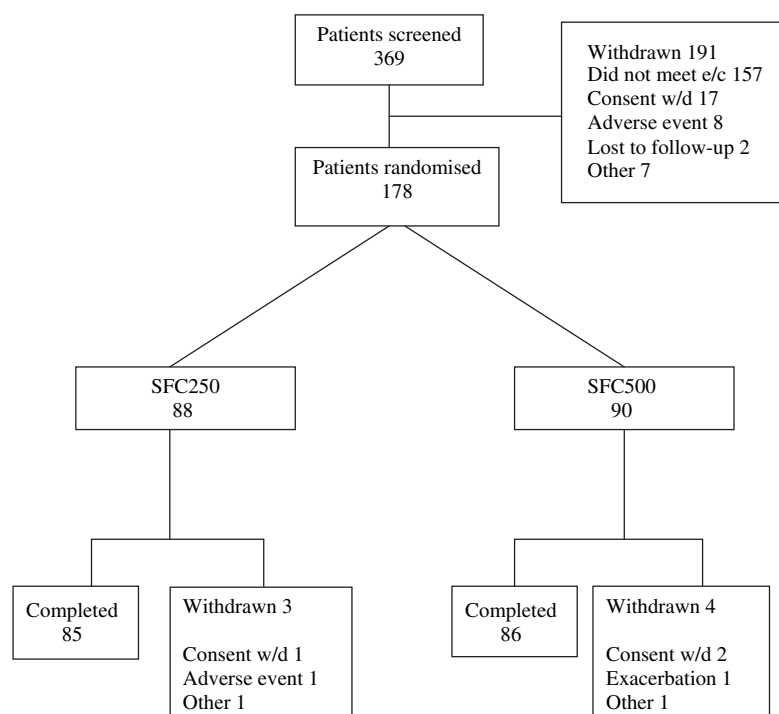 Patients screened
369
Withdrawn 191
Did not meet e/c 157
Consent w/d 17
Adverse event 8
Lost to follow-up 2
Other 7
Patients randomised
178
SFC250
88
SFC500
90
Completed
85
Withdrawn 3
Consent w/d 1
Adverse event 1
Other 1
Completed
86
Withdrawn 4
Consent w/d 2
Exacerbation 1
Other 1